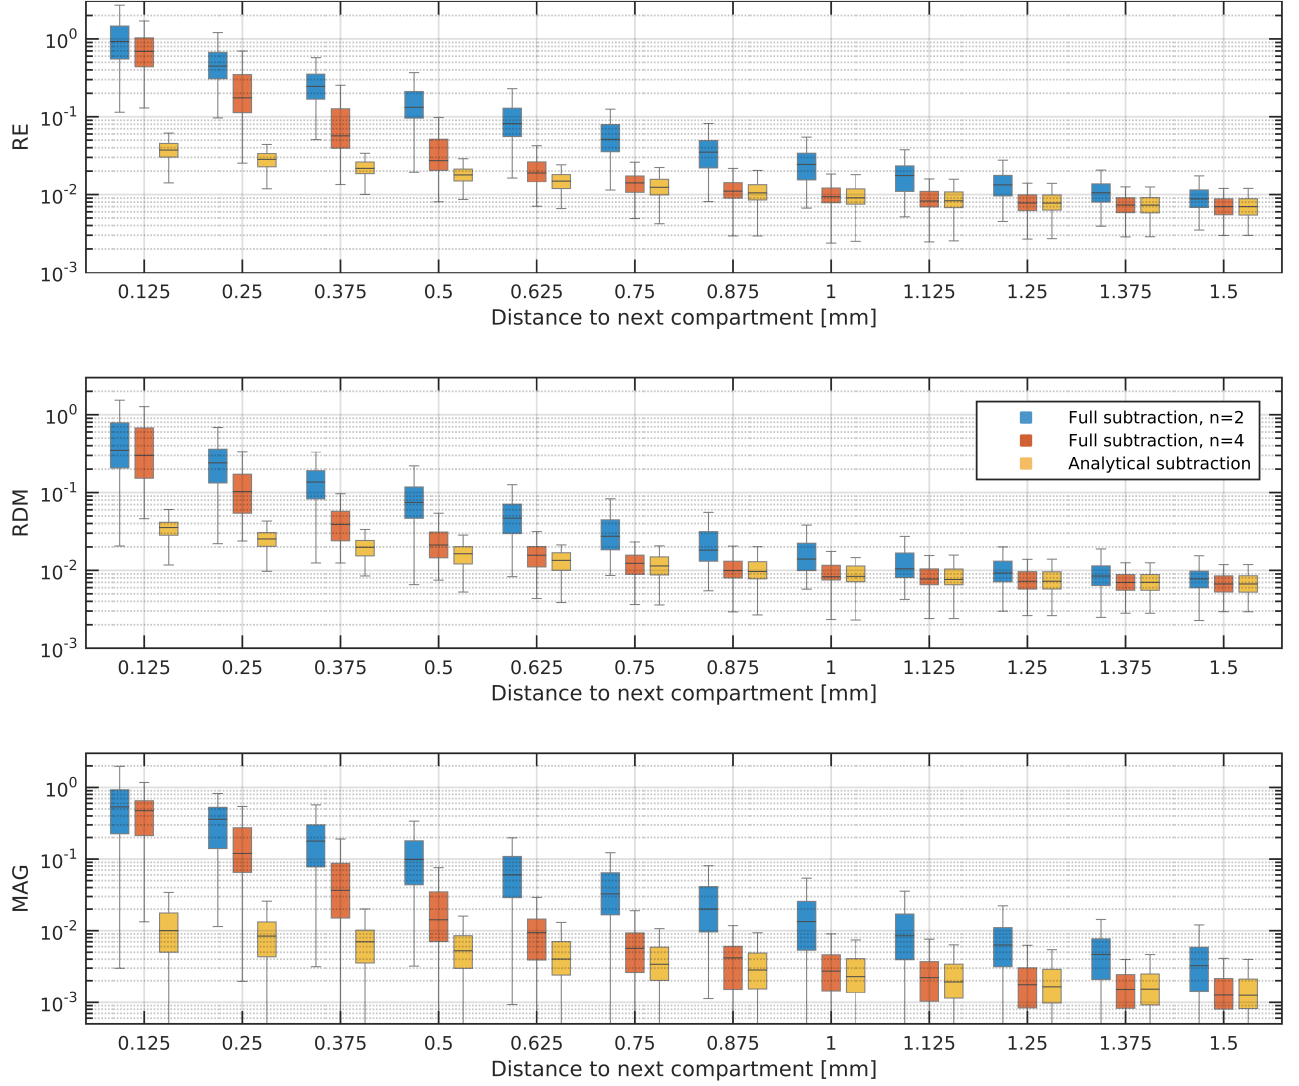 RE
10^0
10^-1
10^-2
10^-3
0.125 0.25 0.375 0.5 0.625 0.75 0.875 1 1.125 1.25 1.375 1.5
Distance to next compartment [mm]
RDM
10^0
10^-1
10^-2
10^-3
Full subtraction, n=2
Full subtraction, n=4
Analytical subtraction
0.125 0.25 0.375 0.5 0.625 0.75 0.875 1 1.125 1.25 1.375 1.5
Distance to next compartment [mm]
MAG
10^0
10^-1
10^-2
10^-3
0.125 0.25 0.375 0.5 0.625 0.75 0.875 1 1.125 1.25 1.375 1.5
Distance to next compartment [mm]